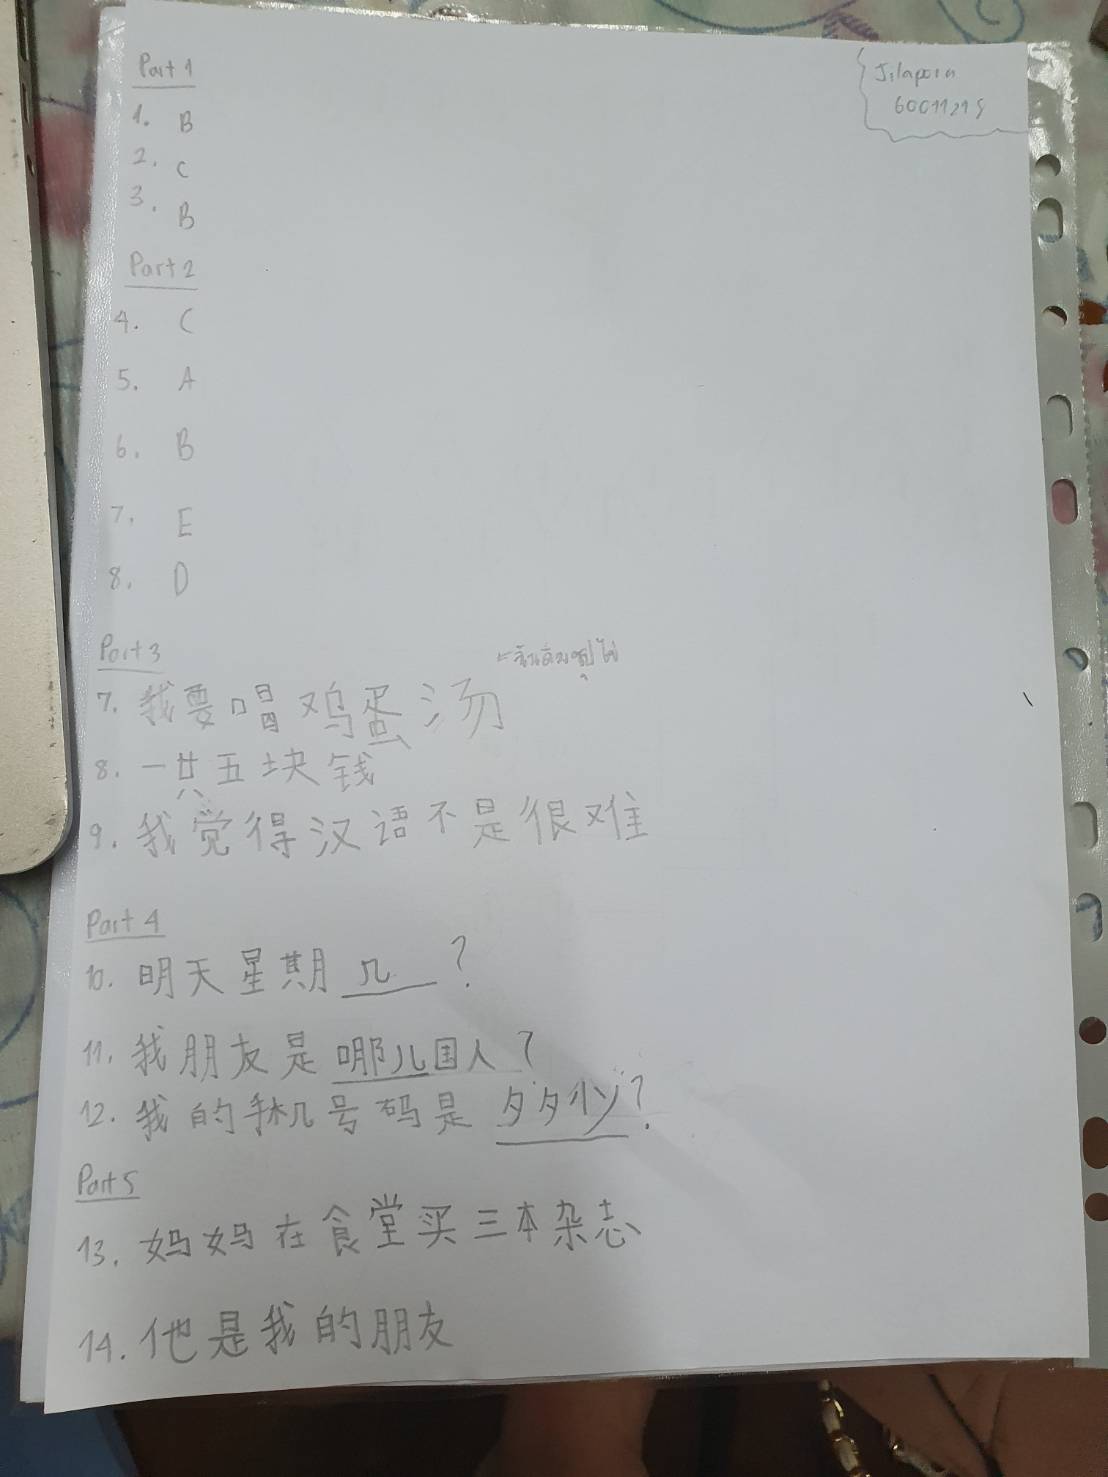 Jilaporn
Part 1
1. B
2. C
3. B
Part 2
4. C
5. A
6. B
7. E
8. D
Part 3
7. 我要唱鸡蛋汤
8. 一共五块钱
9. 我觉得汉语不是很难
Part 4
10. 明天星期 几 ?
11. 我朋友是 哪儿国人 ?
12. 我的手机号码是 多少 ?
Part 5
13. 妈妈在食堂买三本杂志
14. 他是我的朋友